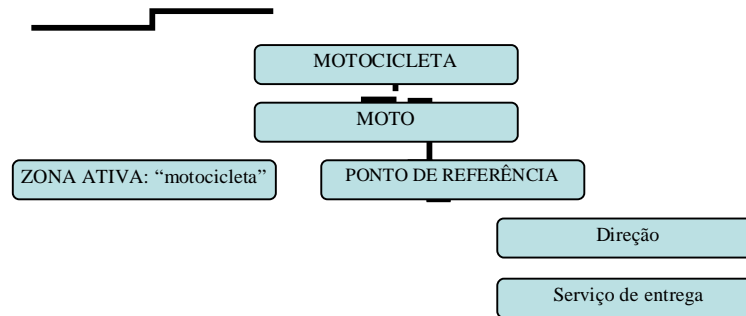 MOTOCICLETA
MOTO
ZONA ATIVA: “motocicleta”
PONTO DE REFERÊNCIA
Direção
Serviço de entrega